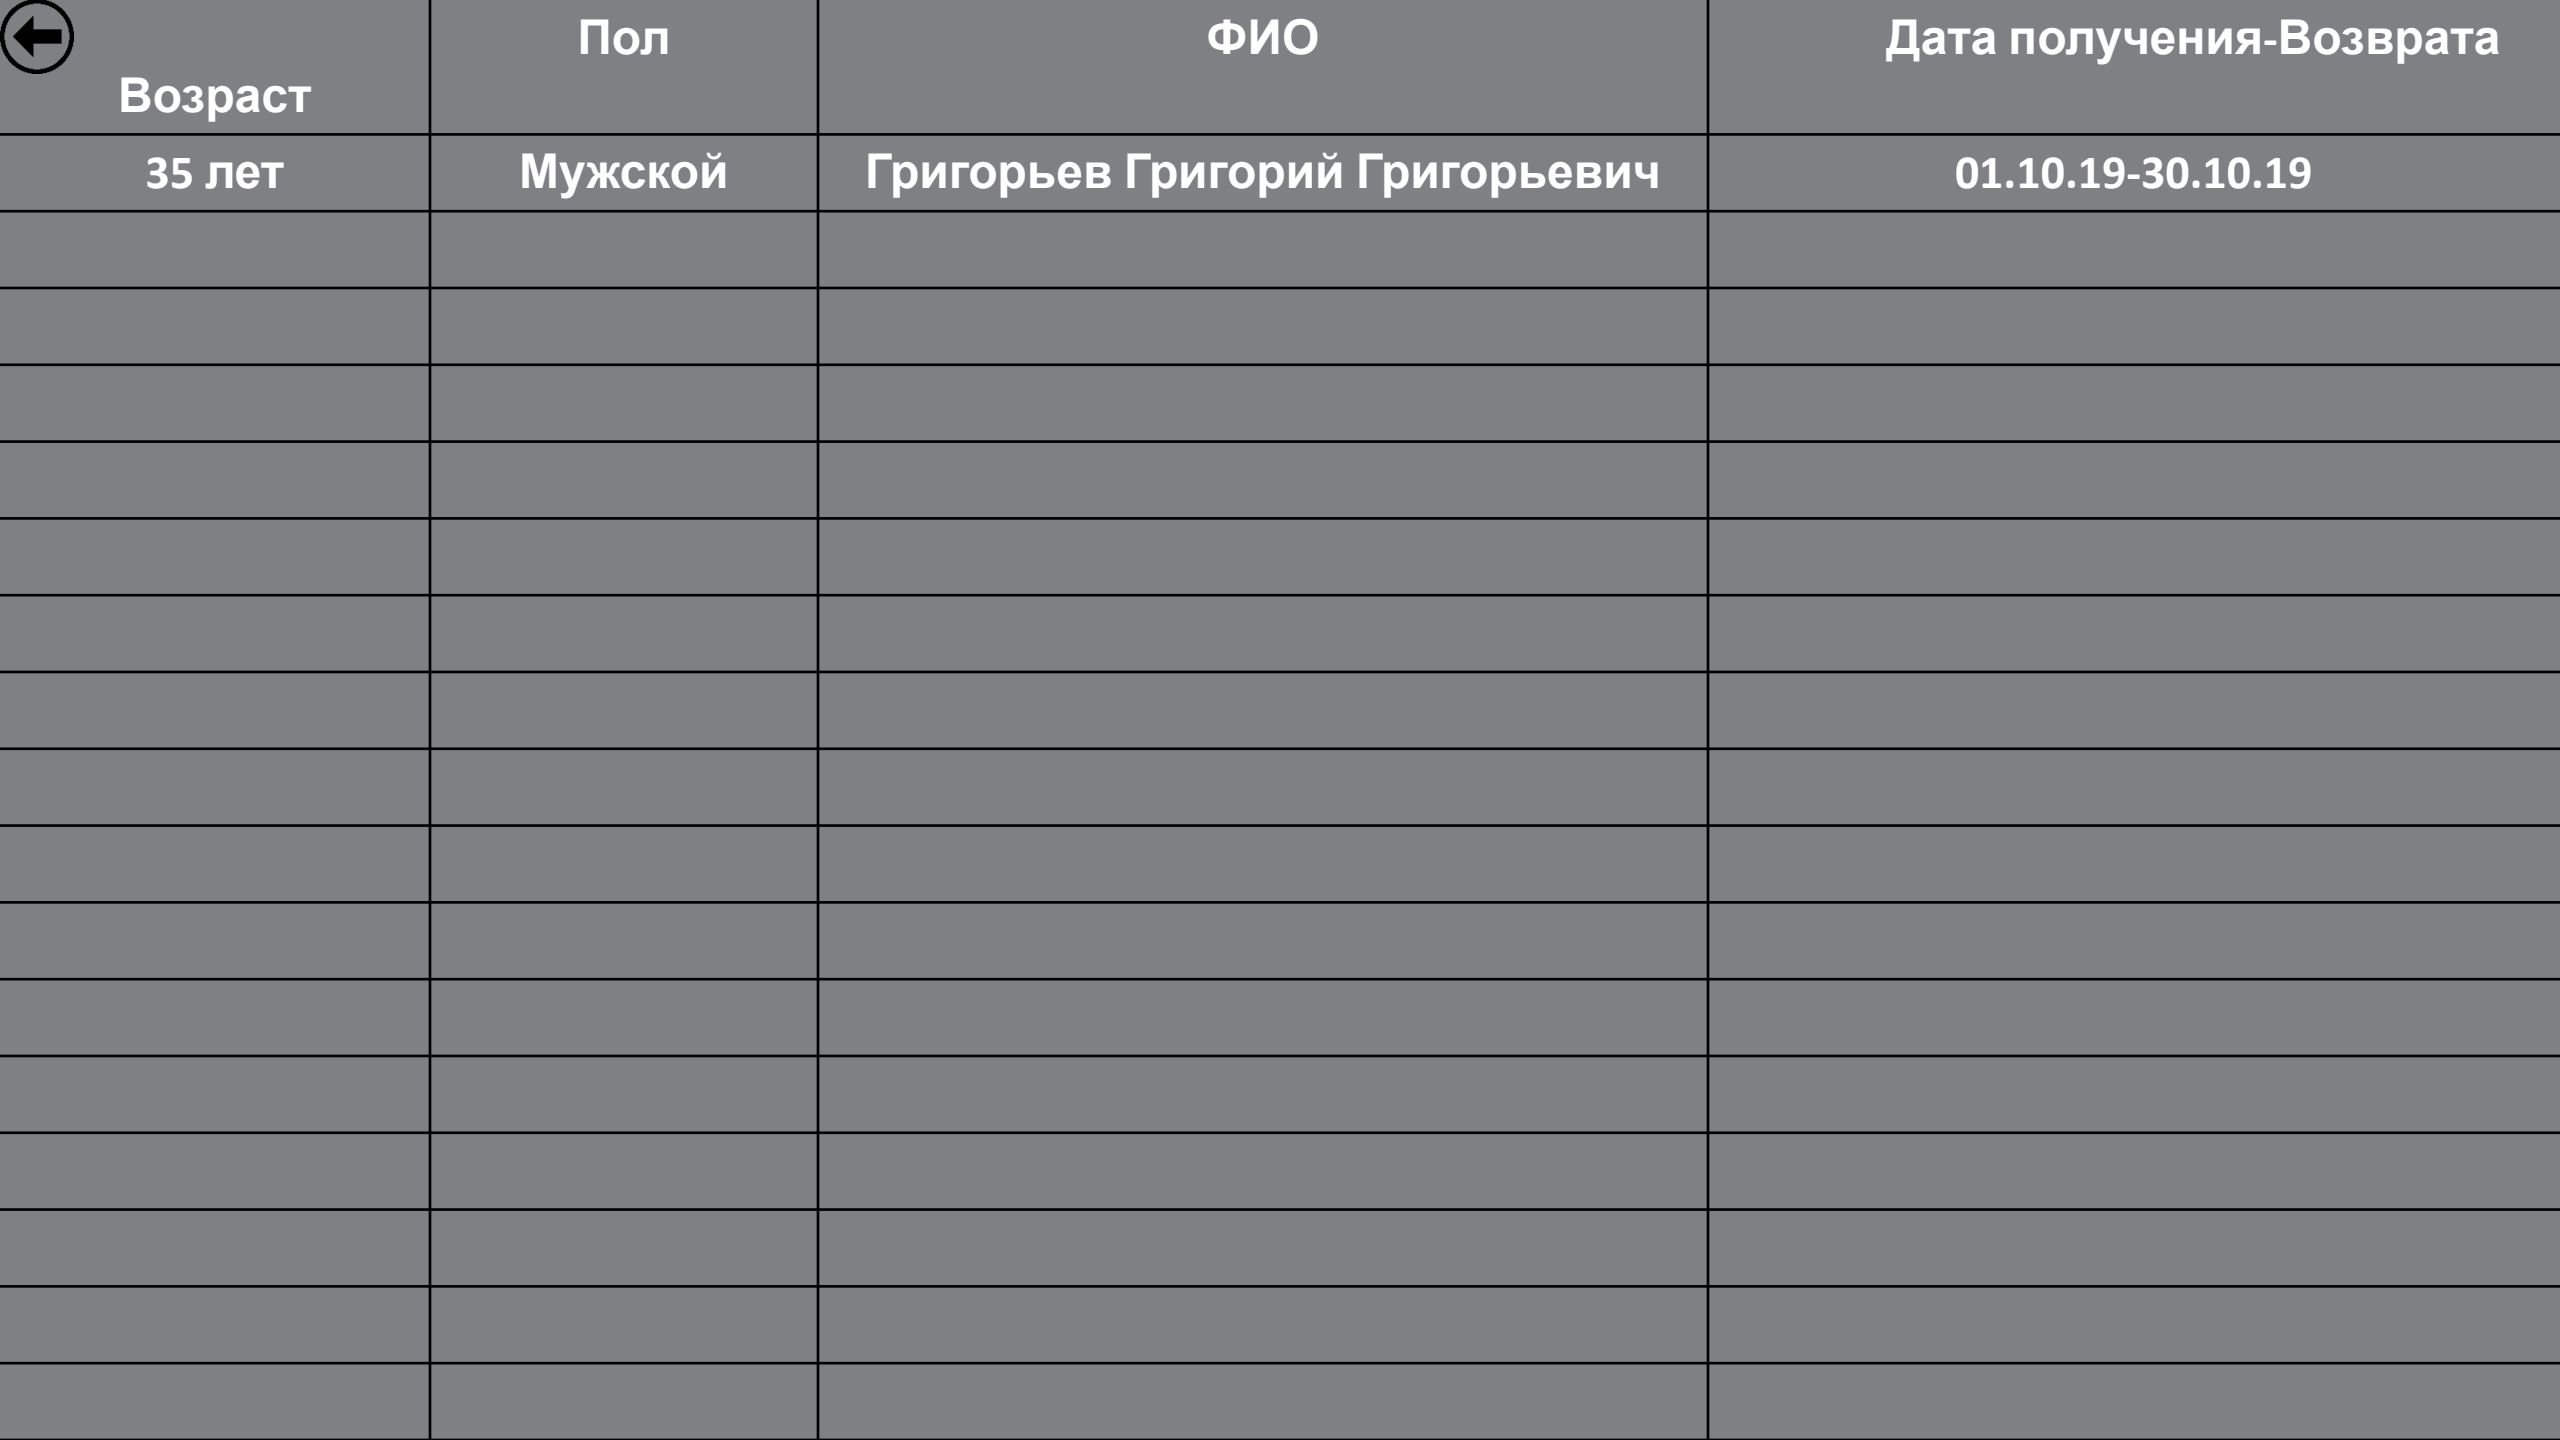 Возраст
Пол
ФИО
Дата получения-Возврата
35 лет
Мужской
Григорьев Григорий Григорьевич
01.10.19-30.10.19